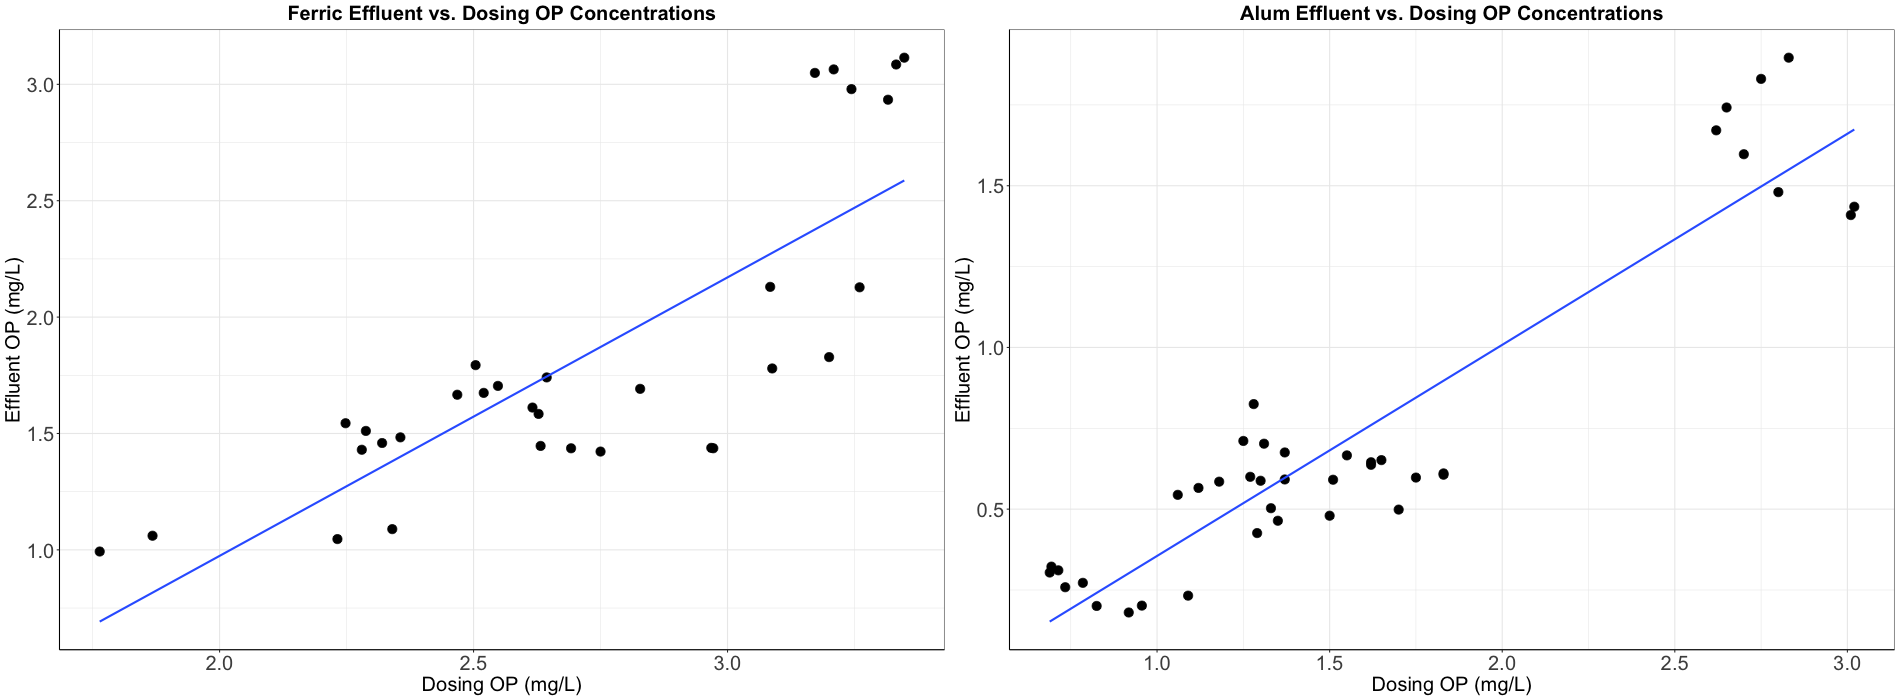 Ferric Effluent vs. Dosing OP Concentrations
3.0
2.5
2.0
1.5
1.0
Effluent OP (mg/L)
2.0 2.5 3.0
Dosing OP (mg/L)
Alum Effluent vs. Dosing OP Concentrations
1.5
1.0
0.5
Effluent OP (mg/L)
1.0 1.5 2.0 2.5 3.0
Dosing OP (mg/L)